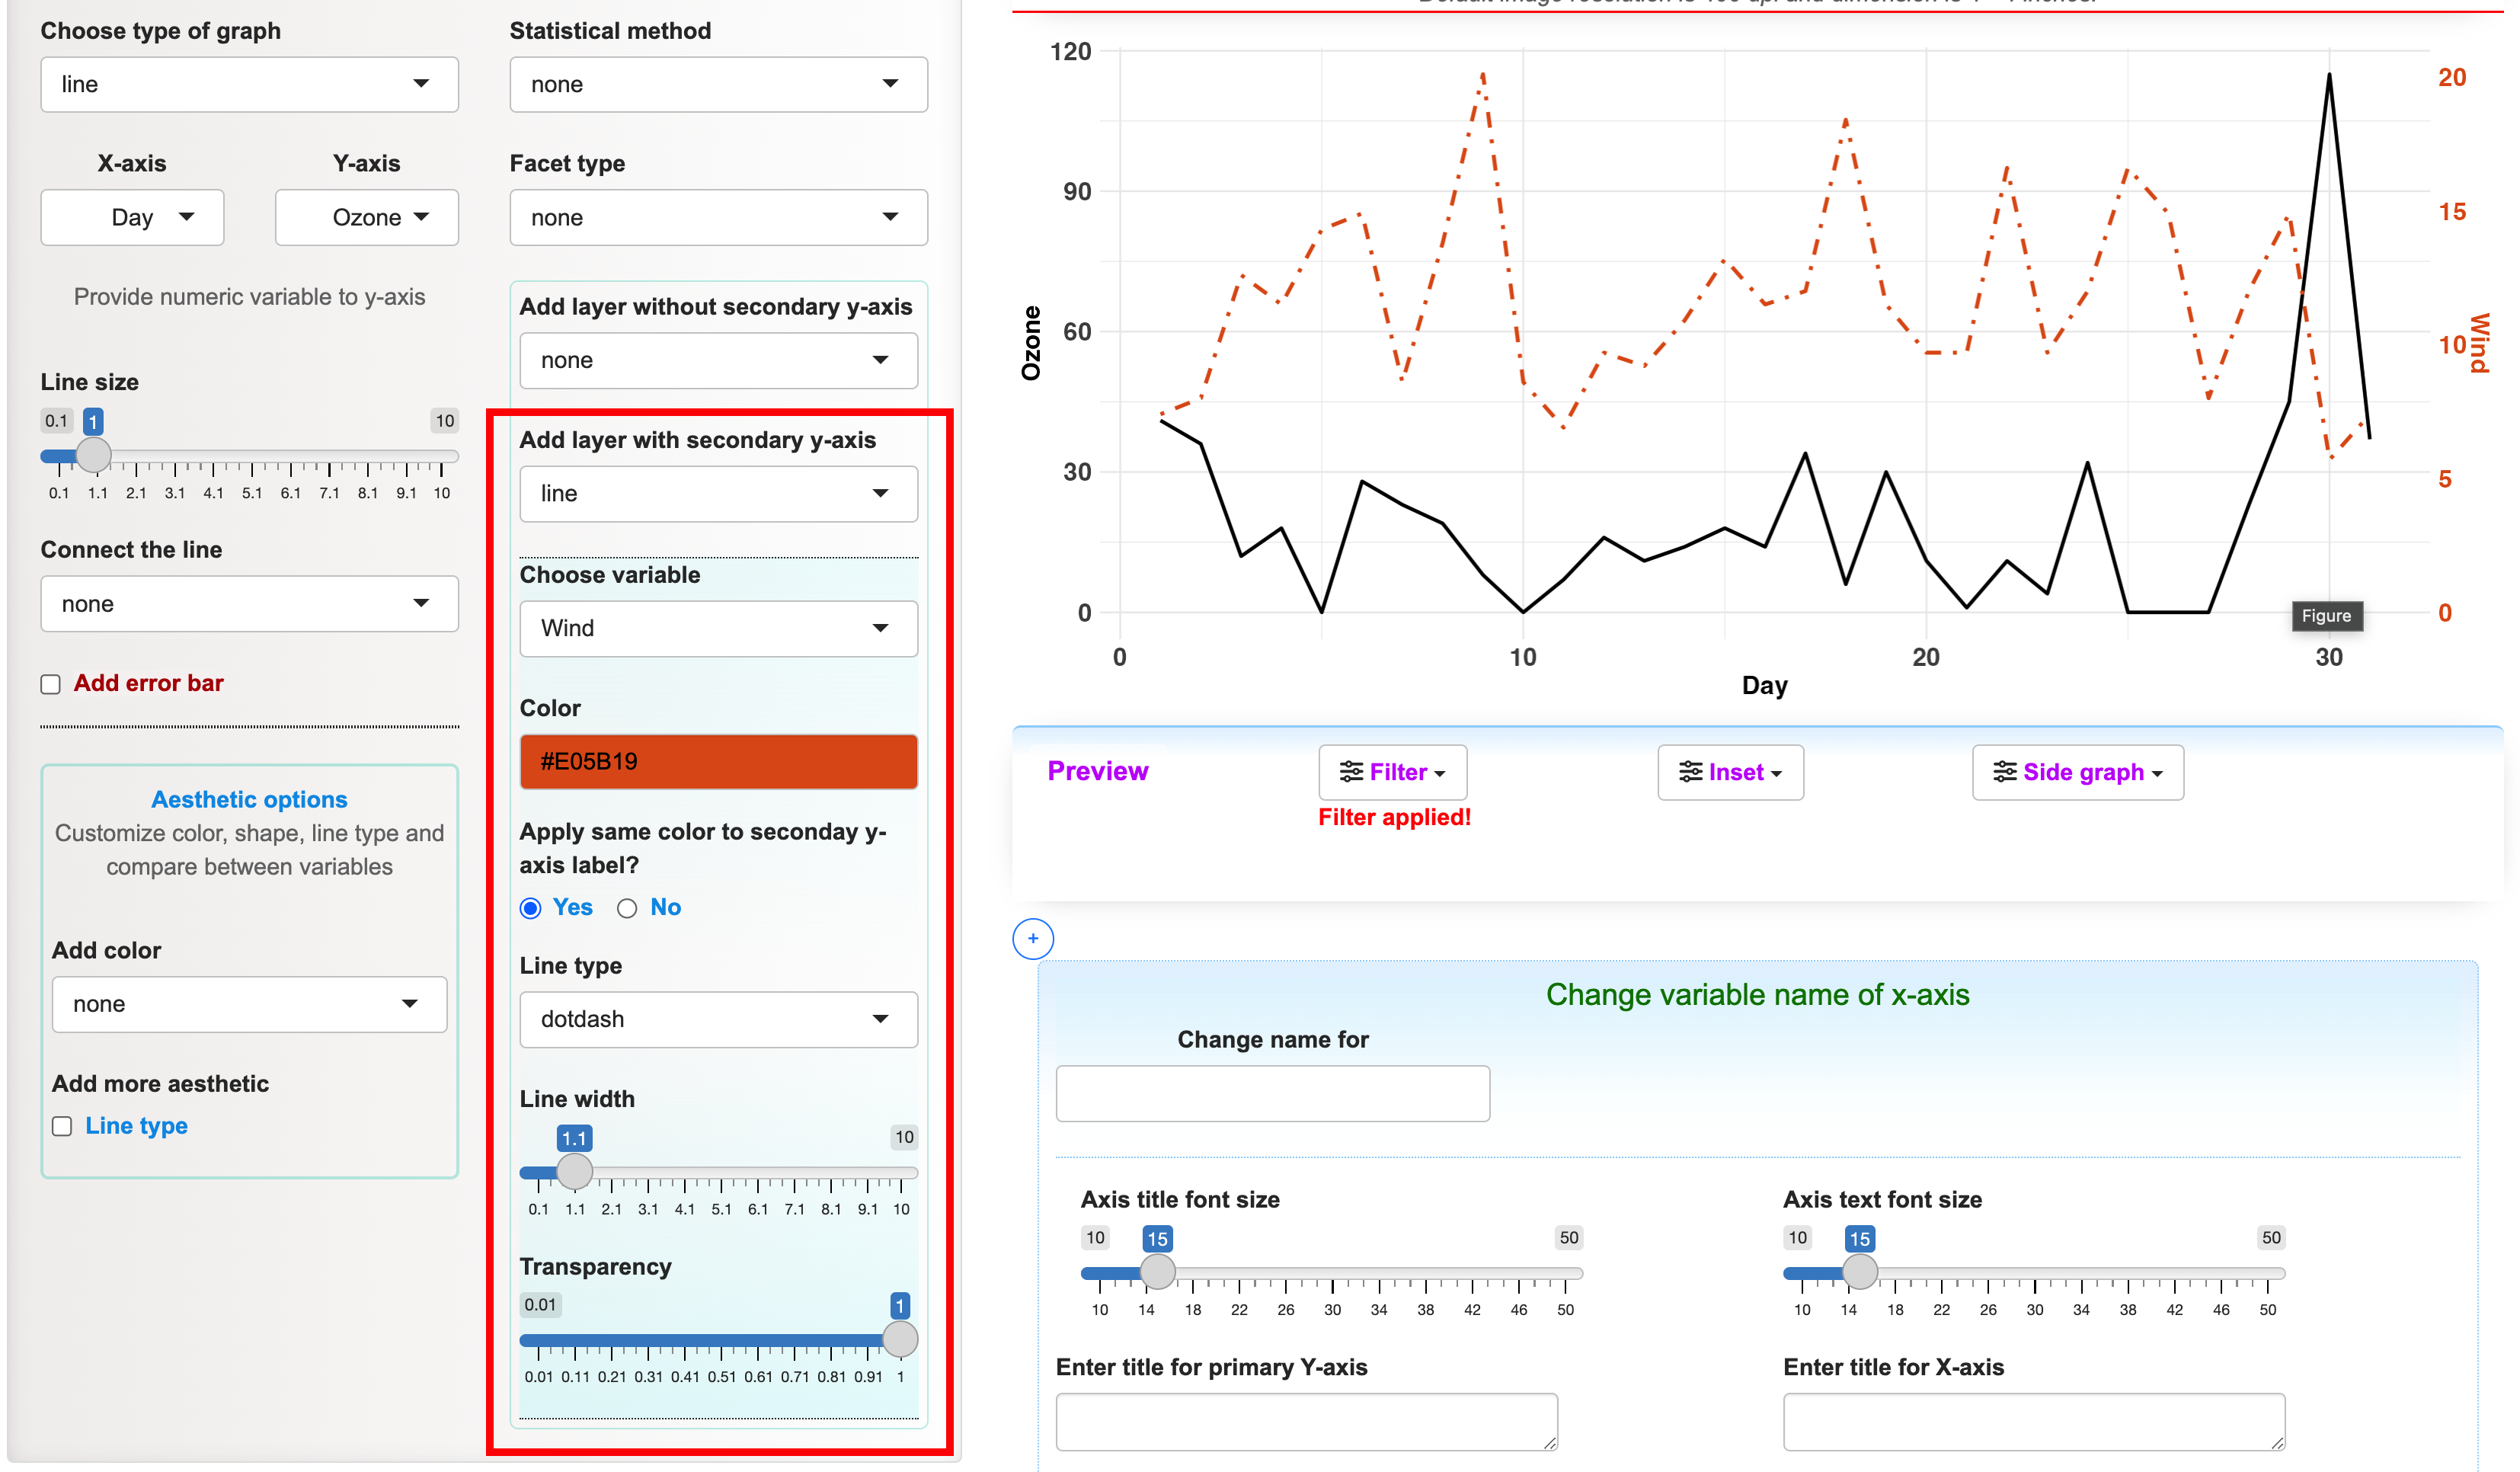 Choose type of graph
line
X-axis
Y-axis
Day
Ozone
Provide numeric variable to y-axis
Line size
0.1 1 10
0.1 1.1 2.1 3.1 4.1 5.1 6.1 7.1 8.1 9.1 10
Connect the line
none
Add error bar
Aesthetic options
Customize color, shape, line type and
compare between variables
Add color
none
Add more aesthetic
Line type
Statistical method
none
Facet type
none
Add layer without secondary y-axis
none
Add layer with secondary y-axis
line
Choose variable
Wind
Color
#E05B19
Apply same color to seconday y-
axis label?
Yes No
Line type
dotdash
Line width
1.1 10
0.1 1.1 2.1 3.1 4.1 5.1 6.1 7.1 8.1 9.1 10
Transparency
0.01 1
0.01 0.11 0.21 0.31 0.41 0.51 0.61 0.71 0.81 0.91 1
120
90
60
30
0
Ozone
20
15
10
5
0
Wind
Figure
0 10 20 30
Day
Preview
Filter
Inset
Side graph
Filter applied!
+
Change variable name of x-axis
Change name for
Axis title font size
10 15 50
10 14 18 22 26 30 34 38 42 46 50
Axis text font size
10 15 50
10 14 18 22 26 30 34 38 42 46 50
Enter title for primary Y-axis
Enter title for X-axis